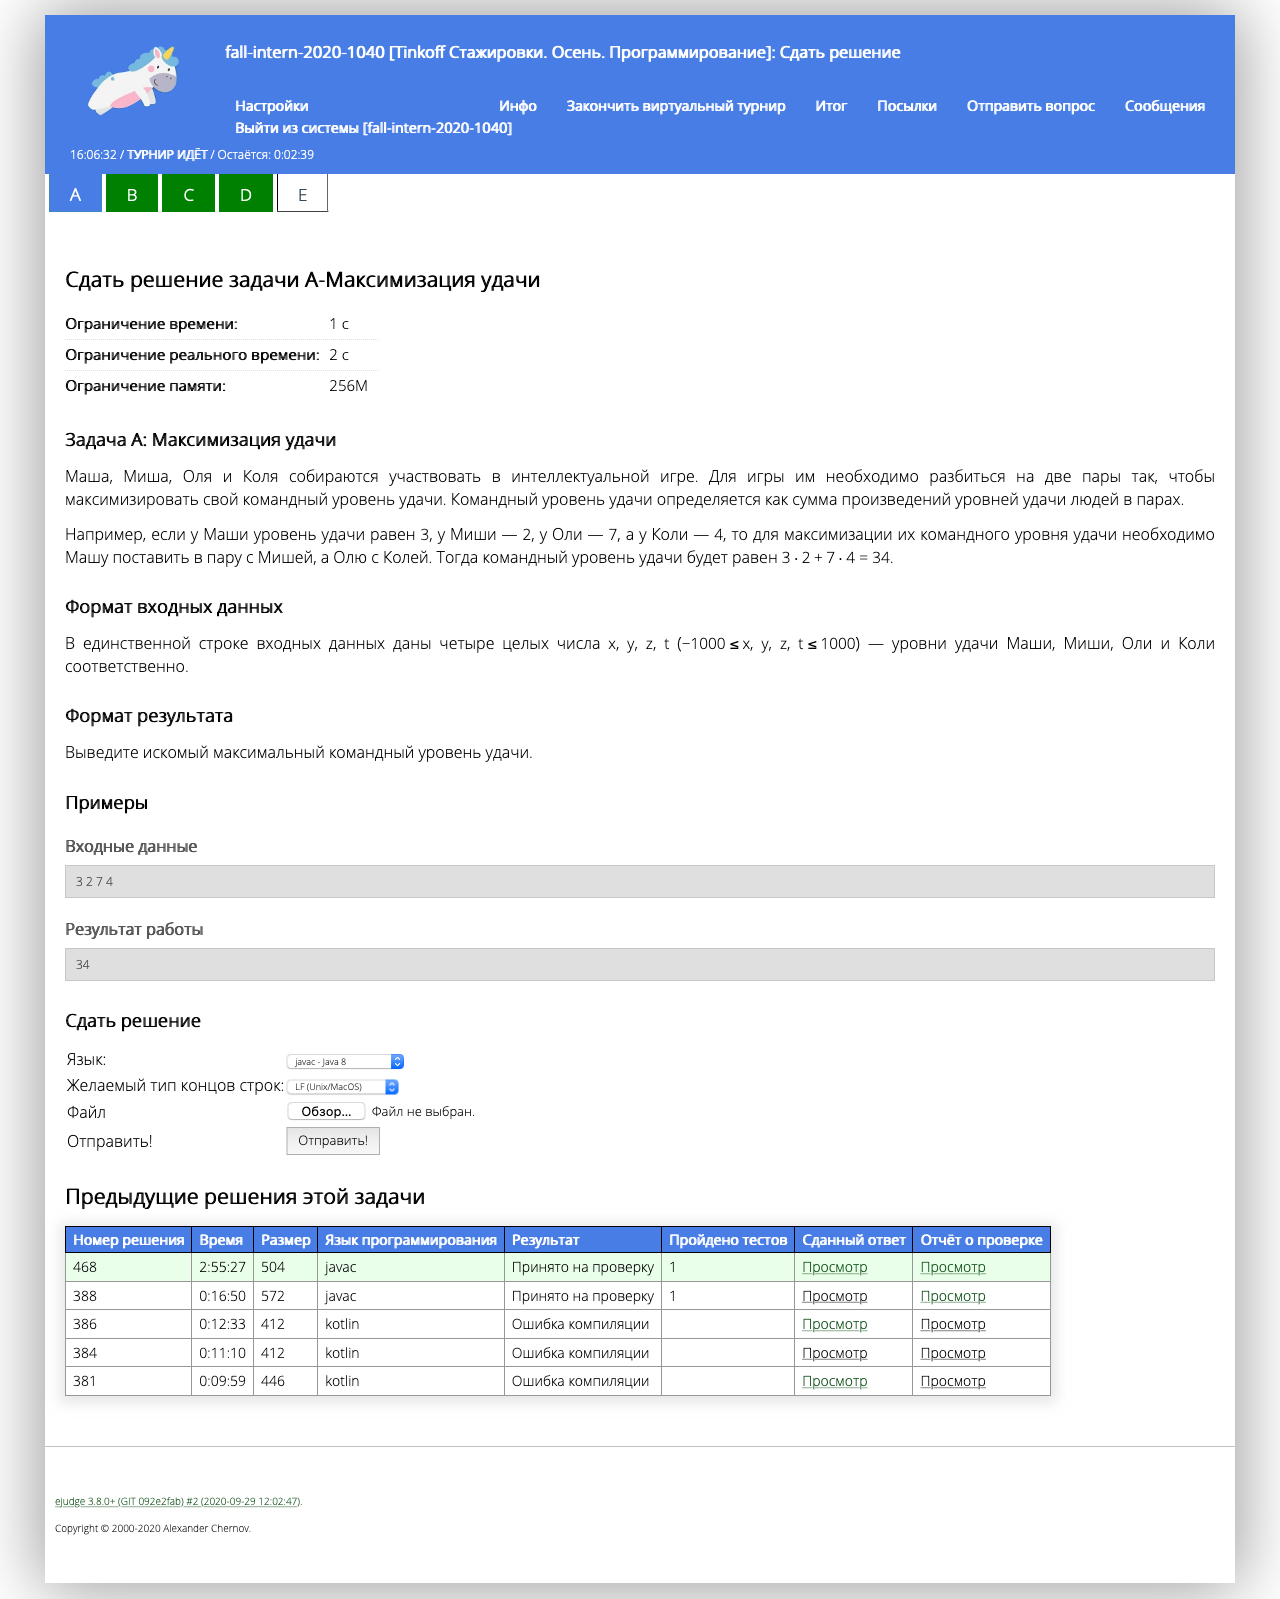 fall-intern-2020-1040 [Tinkoff Стажировки. Осень. Программирование]: Сдать решение
Настройки Инфо Закончить виртуальный турнир Итог Посылки Отправить вопрос Сообщения
Выйти из системы [fall-intern-2020-1040]
16:06:32 / ТУРНИР ИДЁТ / Остаётся: 0:02:39
A B C D E
Сдать решение задачи A-Максимизация удачи
Ограничение времени: 1 с
Ограничение реального времени: 2 с
Ограничение памяти: 256M
Задача A: Максимизация удачи
Маша, Миша, Оля и Коля собираются участвовать в интеллектуальной игре. Для игры им необходимо разбиться на две пары так, чтобы
максимизировать свой командный уровень удачи. Командный уровень удачи определяется как сумма произведений уровней удачи людей в парах.
Например, если у Маши уровень удачи равен 3, у Миши — 2, у Оли — 7, а у Коли — 4, то для максимизации их командного уровня удачи необходимо
Машу поставить в пару с Мишей, а Олю с Колей. Тогда командный уровень удачи будет равен 3 · 2 + 7 · 4 = 34.
Формат входных данных
В единственной строке входных данных даны четыре целых числа x, y, z, t (−1000 ≤ x, y, z, t ≤ 1000) — уровни удачи Маши, Миши, Оли и Коли
соответственно.
Формат результата
Выведите искомый максимальный командный уровень удачи.
Примеры
Входные данные
3 2 7 4
Результат работы
34
Сдать решение
Язык: javac - Java 8
Желаемый тип концов строк: LF (Unix/MacOS)
Файл Обзор... Файл не выбран.
Отправить! Отправить!
Предыдущие решения этой задачи
Номер решения Время Размер Язык программирования Результат Пройдено тестов Сданный ответ Отчёт о проверке
468 2:55:27 504 javac Принято на проверку 1 Просмотр Просмотр
388 0:16:50 572 javac Принято на проверку 1 Просмотр Просмотр
386 0:12:33 412 kotlin Ошибка компиляции Просмотр Просмотр
384 0:11:10 412 kotlin Ошибка компиляции Просмотр Просмотр
381 0:09:59 446 kotlin Ошибка компиляции Просмотр Просмотр
ejudge 3.8.0+ (GIT 092e2fab) #2 (2020-09-29 12:02:47).
Copyright © 2000-2020 Alexander Chernov.